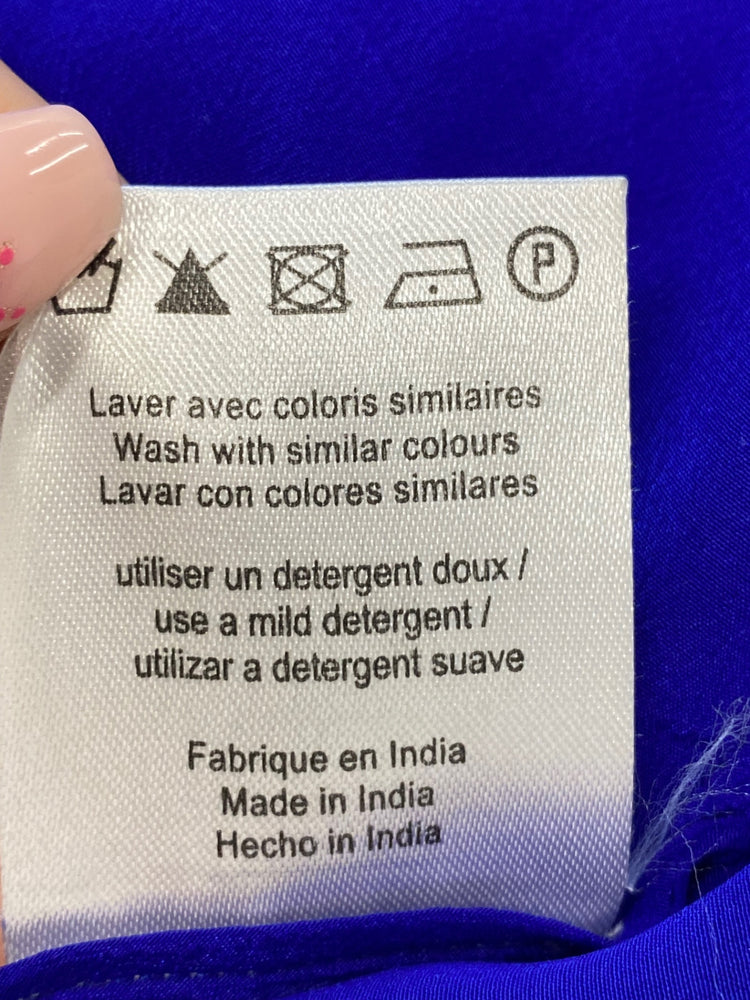 P
Laver avec coloris similaires
Wash with similar colours
Lavar con colores similares
utiliser un detergent doux /
use a mild detergent /
utilizar a detergent suave
Fabrique en India
Made in India
Hecho in India